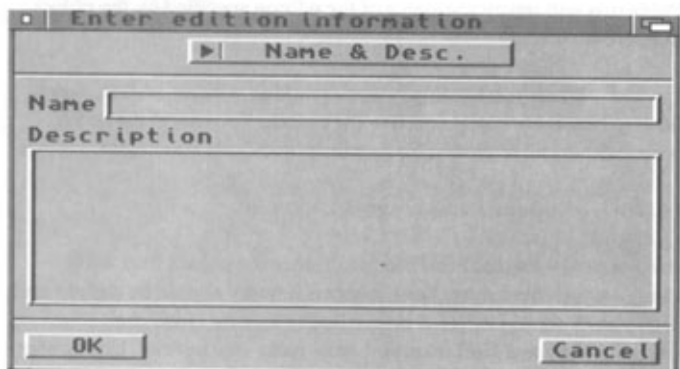 Enter edition information
Name & Desc.
Name
Description
OK
Cancel